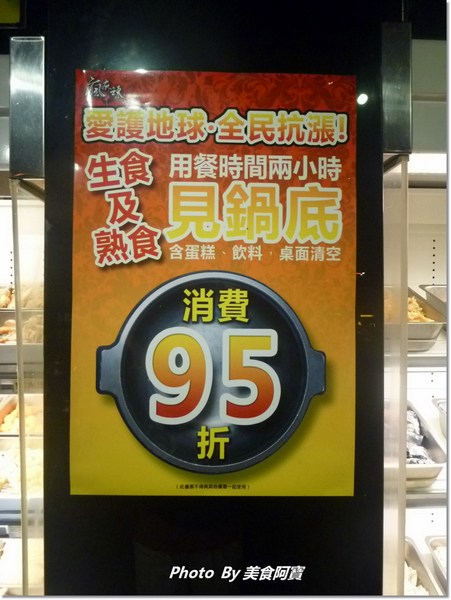 愛護地球·全民抗漲!
生食
及
熟食
用餐時間兩小時
見鍋底
含蛋糕、飲料,桌面清空
消費
95
折
Photo By 美食阿寶